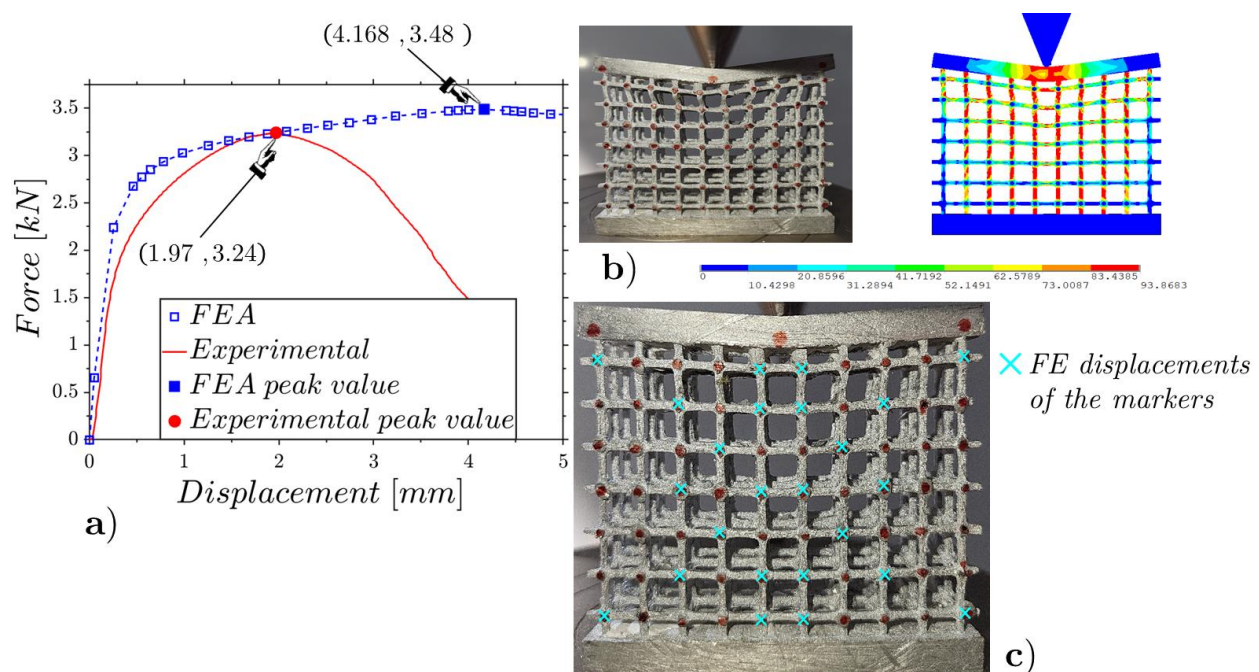 (4.168 , 3.48 )
3.5
3.0
2.5
2.0
1.5
1.0
0.5
0
Force [kN]
(1.97 , 3.24)
FEA
Experimental
FEA peak value
Experimental peak value
0 1 2 3 4 5
Displacement [mm]
a)
b)
0 20.8596 41.7192 62.5789 83.4385
10.4298 31.2894 52.1491 73.0087 93.8683
FE displacements
of the markers
c)